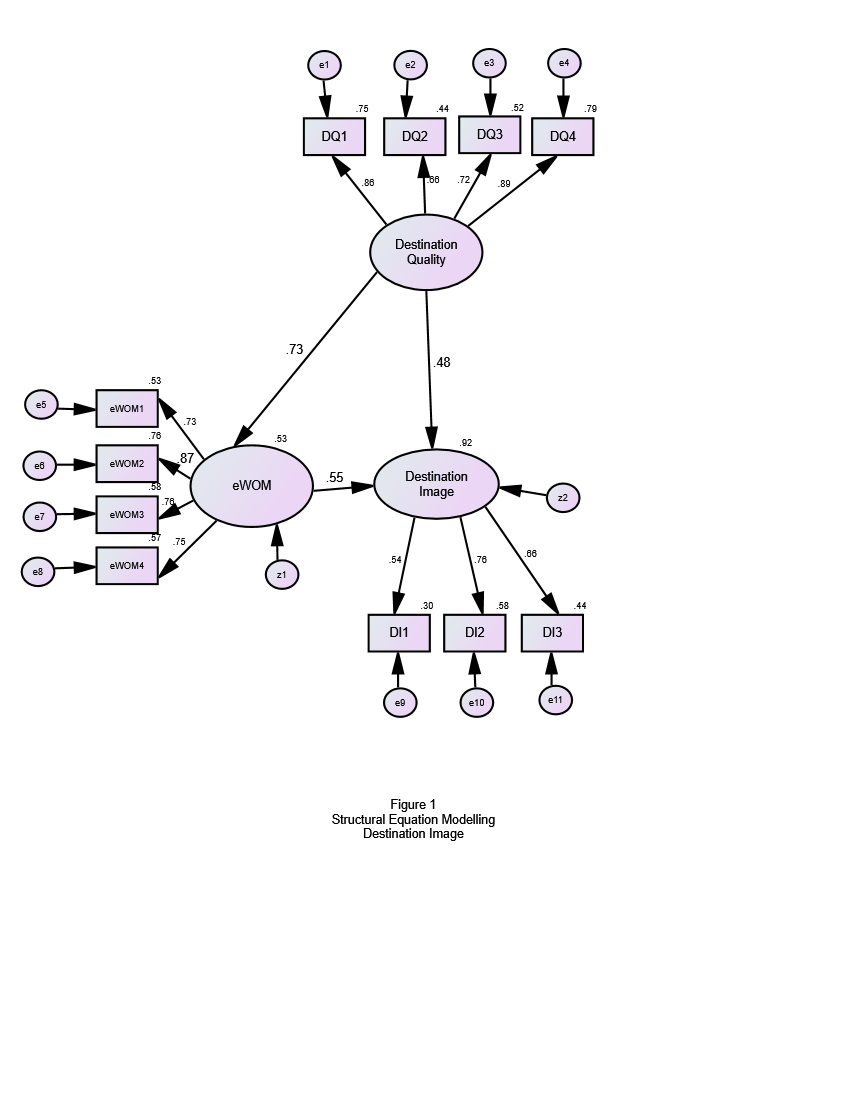 e1
e2
e3
e4
.75
.44
.52
.79
DQ1
DQ2
DQ3
DQ4
.86
.66
.72
.89
Destination
Quality
.73
.48
.53
e5
eWOM1
.73
.76
e6
eWOM2
.87
.58
e7
eWOM3
.76
.57
e8
eWOM4
.75
.53
eWOM
.55
z1
.92
Destination
Image
z2
.54
.76
.66
.30
.58
.44
DI1
DI2
DI3
e9
e10
e11
Figure 1
Structural Equation Modelling
Destination Image